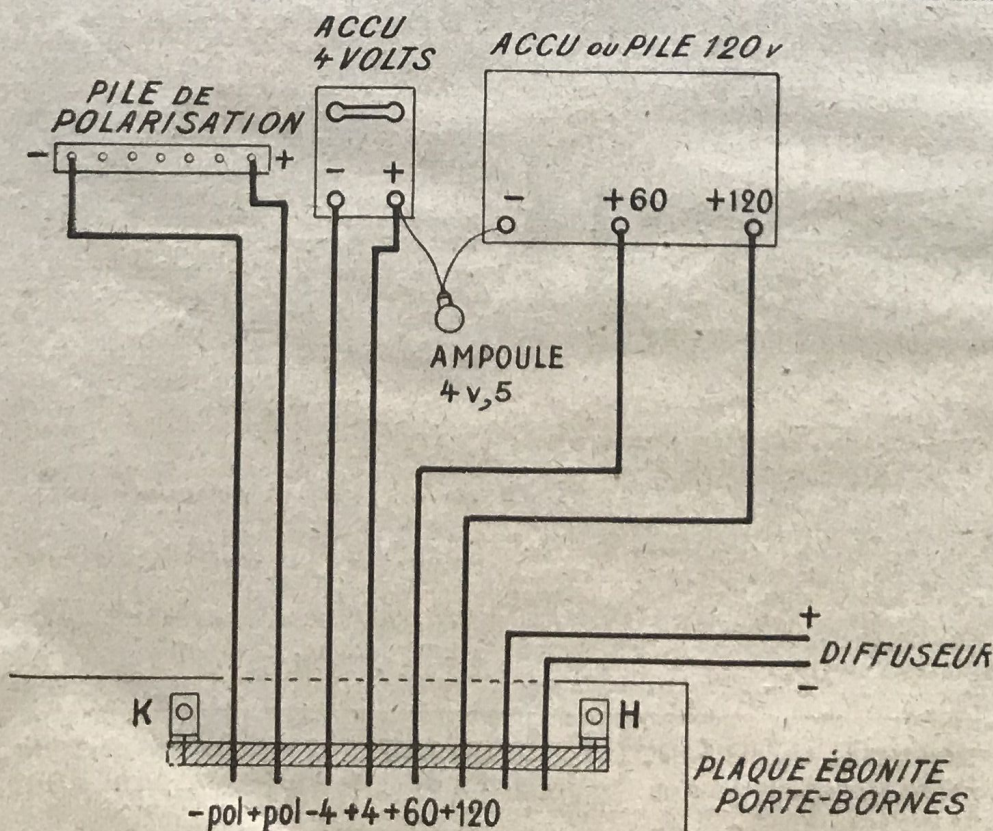 ACCU
4 VOLTS
ACCU ou PILE 120 v
PILE DE
POLARISATION
- +
- +
- +60 +120
AMPOULE
4 v,5
+
DIFFUSEUR
-
K H
PLAQUE ÉBONITE
PORTE-BORNES
-pol+pol-4 +4+60+120